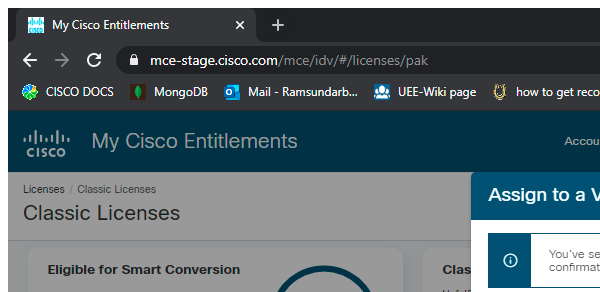 My Cisco Entitlements
mce-stage.cisco.com/mce/idv/#/licenses/pak
CISCO DOCS MongoDB Mail - Ramsundarb... UEE-Wiki page how to get reco
CISCO My Cisco Entitlements Accou
Licenses / Classic Licenses
Classic Licenses
Assign to a V
You've se
confirmat
Eligible for Smart Conversion Clas